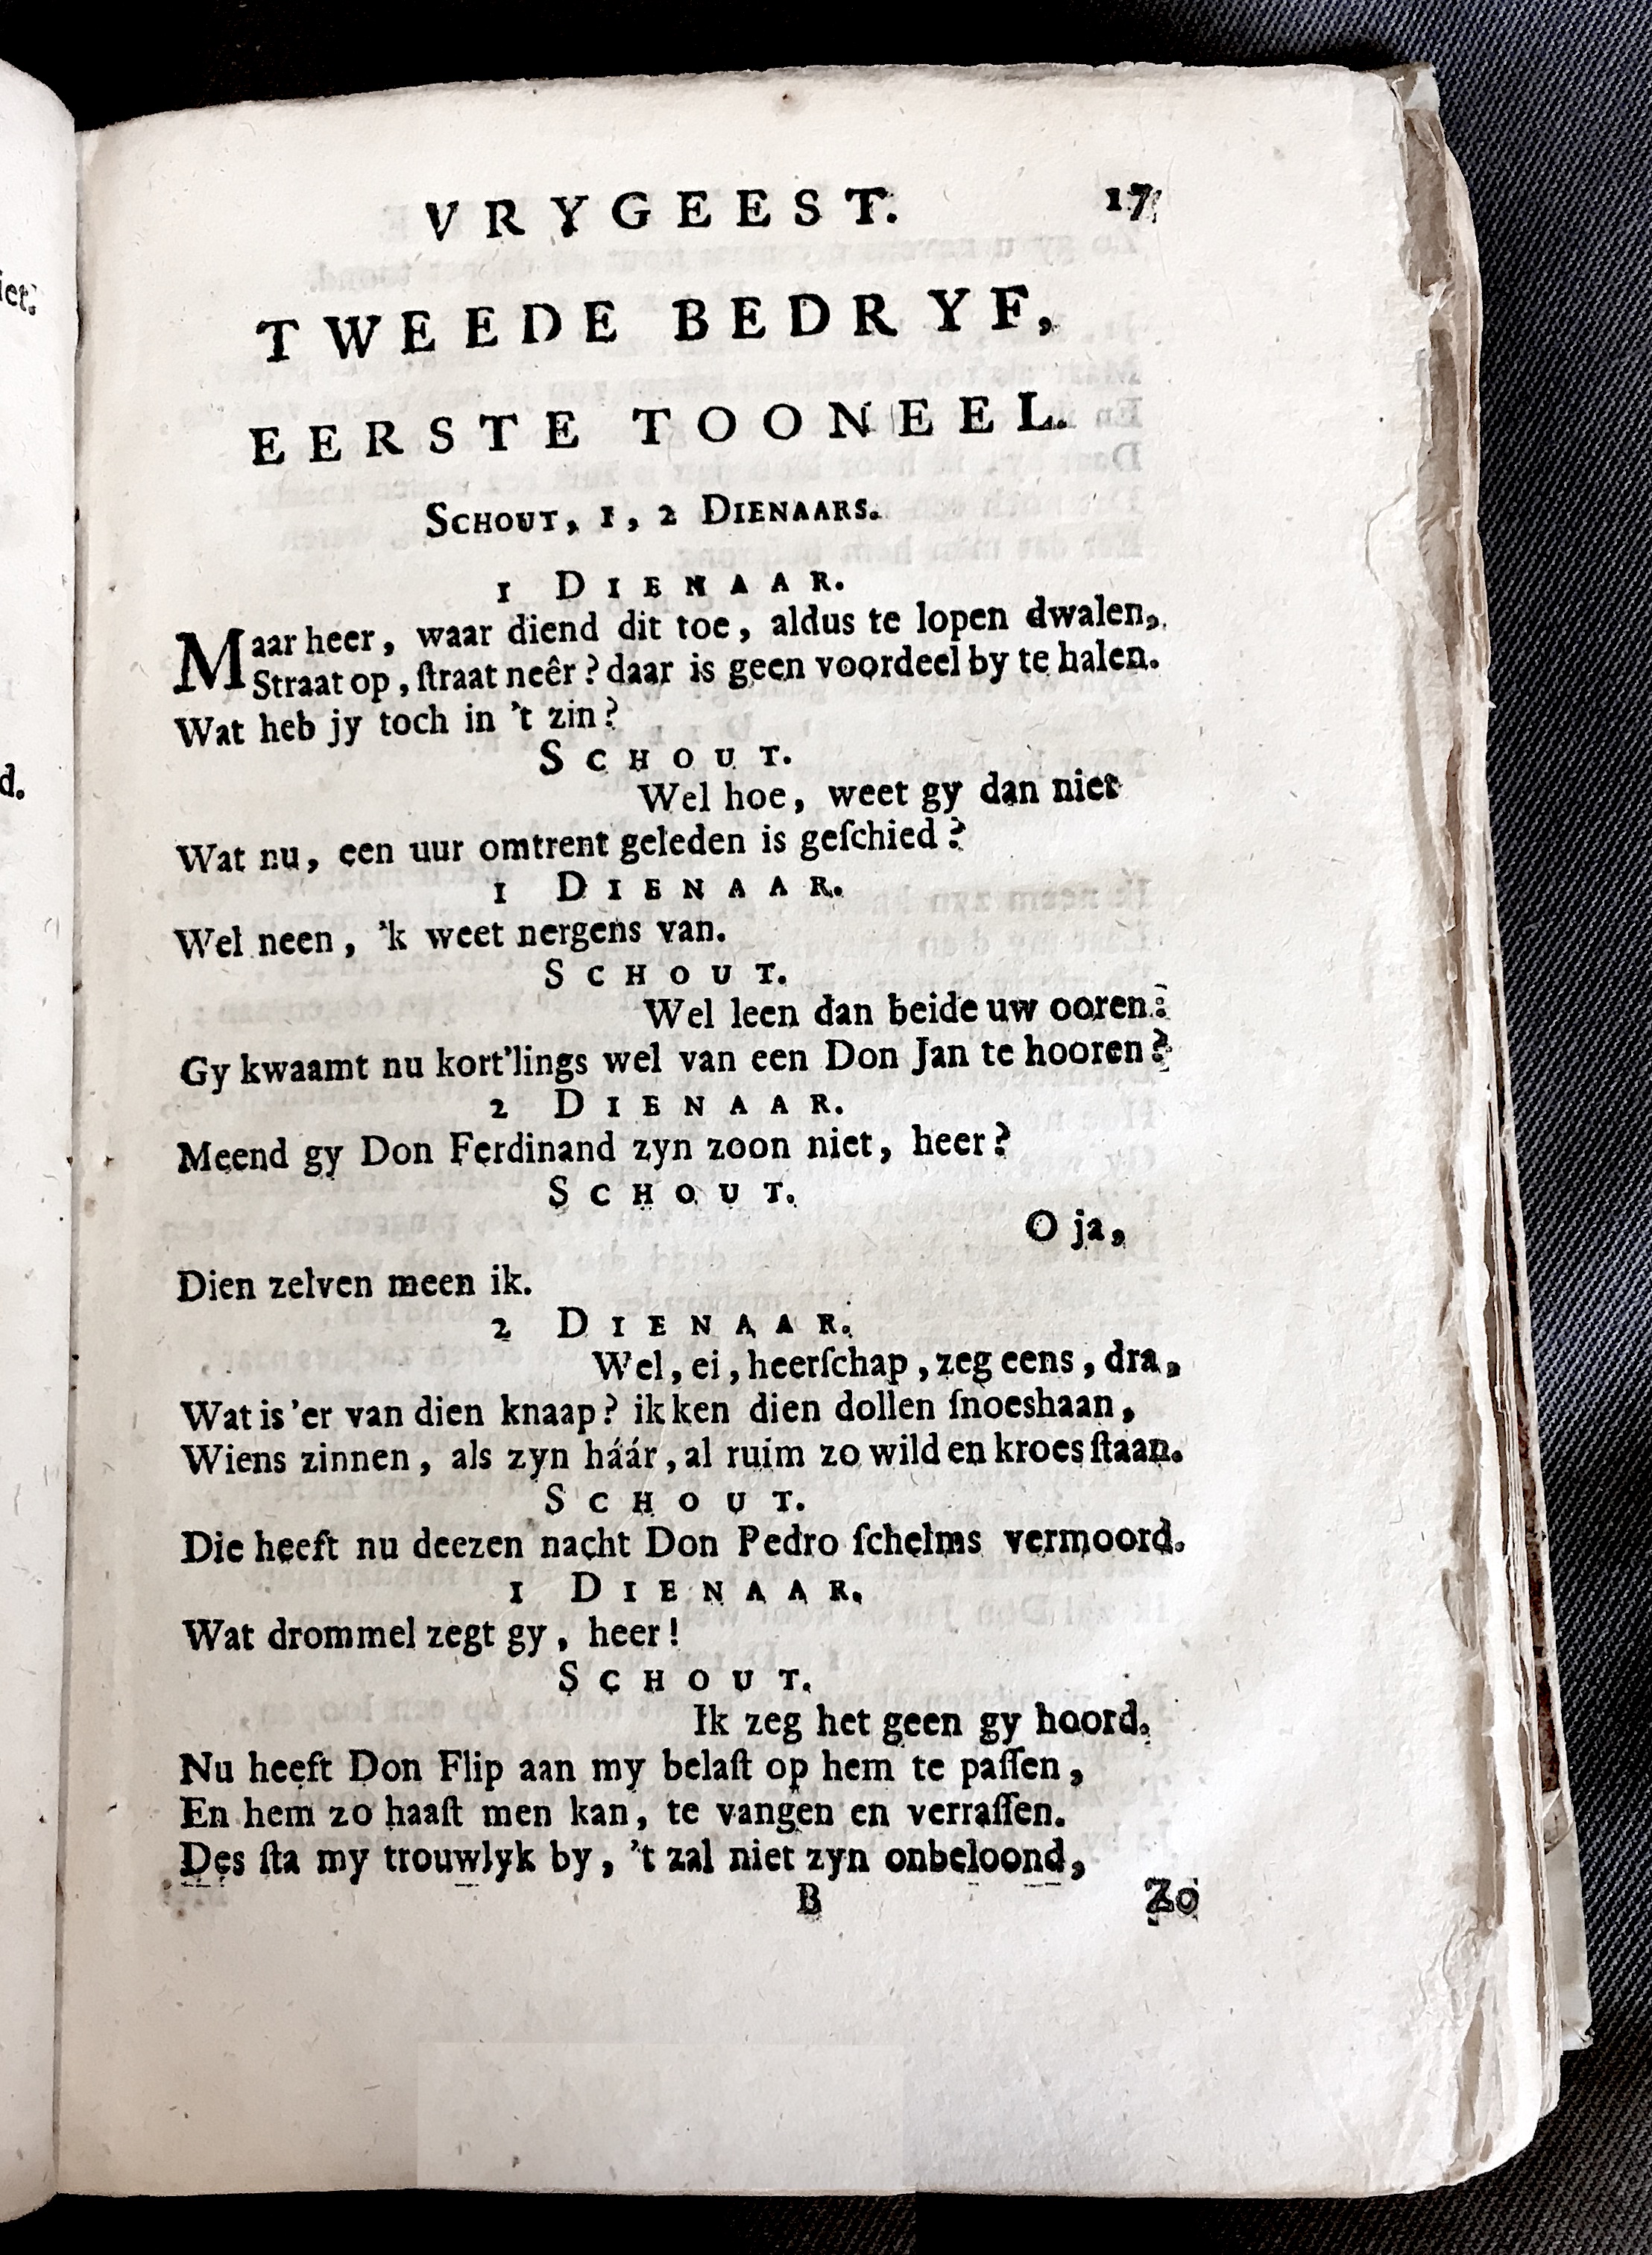 iet.
d.
VRYGEEST. 17
TWEEDE BEDRYF,
EERSTE TOONEEL.
SCHOUT, 1, 2 DIENAARS.
1 DIENAAR.
Maar heer, waar diend dit toe, aldus te lopen dwalen,
Straat op, ſtraat neêr? daar is geen voordeel by te halen.
Wat heb jy toch in 't zin?
SCHOUT.
Wel hoe, weet gy dan niet
Wat nu, een uur omtrent geleden is geſchied?
1 DIENAAR.
Wel neen, 'k weet nergens van.
SCHOUT.
Wel leen dan beide uw ooren:
Gy kwaamt nu kort'lings wel van een Don Jan te hooren?
2 DIENAAR.
Meend gy Don Ferdinand zyn zoon niet, heer?
SCHOUT.
O ja,
Dien zelven meen ik.
2 DIENAAR.
Wel, ei, heerſchap, zeg eens, dra,
Wat is 'er van dien knaap? ik ken dien dollen ſnoeshaan,
Wiens zinnen, als zyn háár, al ruim zo wild en kroes ſtaan.
SCHOUT.
Die heeft nu deezen nacht Don Pedro ſchelms vermoord.
1 DIENAAR.
Wat drommel zegt gy, heer!
SCHOUT.
Ik zeg het geen gy hoord.
Nu heeft Don Flip aan my belaſt op hem te paſſen,
En hem zo haaſt men kan, te vangen en verraſſen.
Des ſta my trouwlyk by, 't zal niet zyn onbeloond,
B Zo